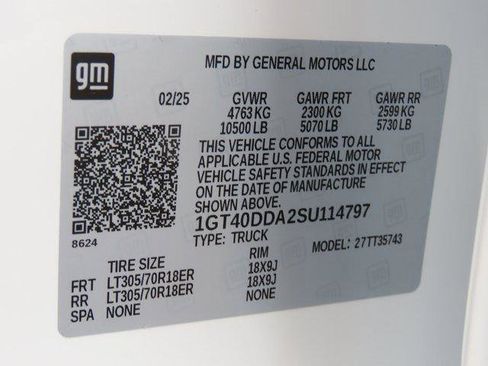 gm
MFD BY GENERAL MOTORS LLC
02/25 GVWR GAWR FRT GAWR RR
4763 KG 2300 KG 2599 KG
10500 LB 5070 LB 5730 LB
THIS VEHICLE CONFORMS TO ALL
APPLICABLE U.S. FEDERAL MOTOR
VEHICLE SAFETY STANDARDS IN EFFECT
ON THE DATE OF MANUFACTURE
SHOWN ABOVE.
1GT40DDA2SU114797
8624
TYPE: TRUCK MODEL: 27TT35743
TIRE SIZE RIM
FRT LT305/70R18ER 18X9J
RR LT305/70R18ER 18X9J
SPA NONE NONE